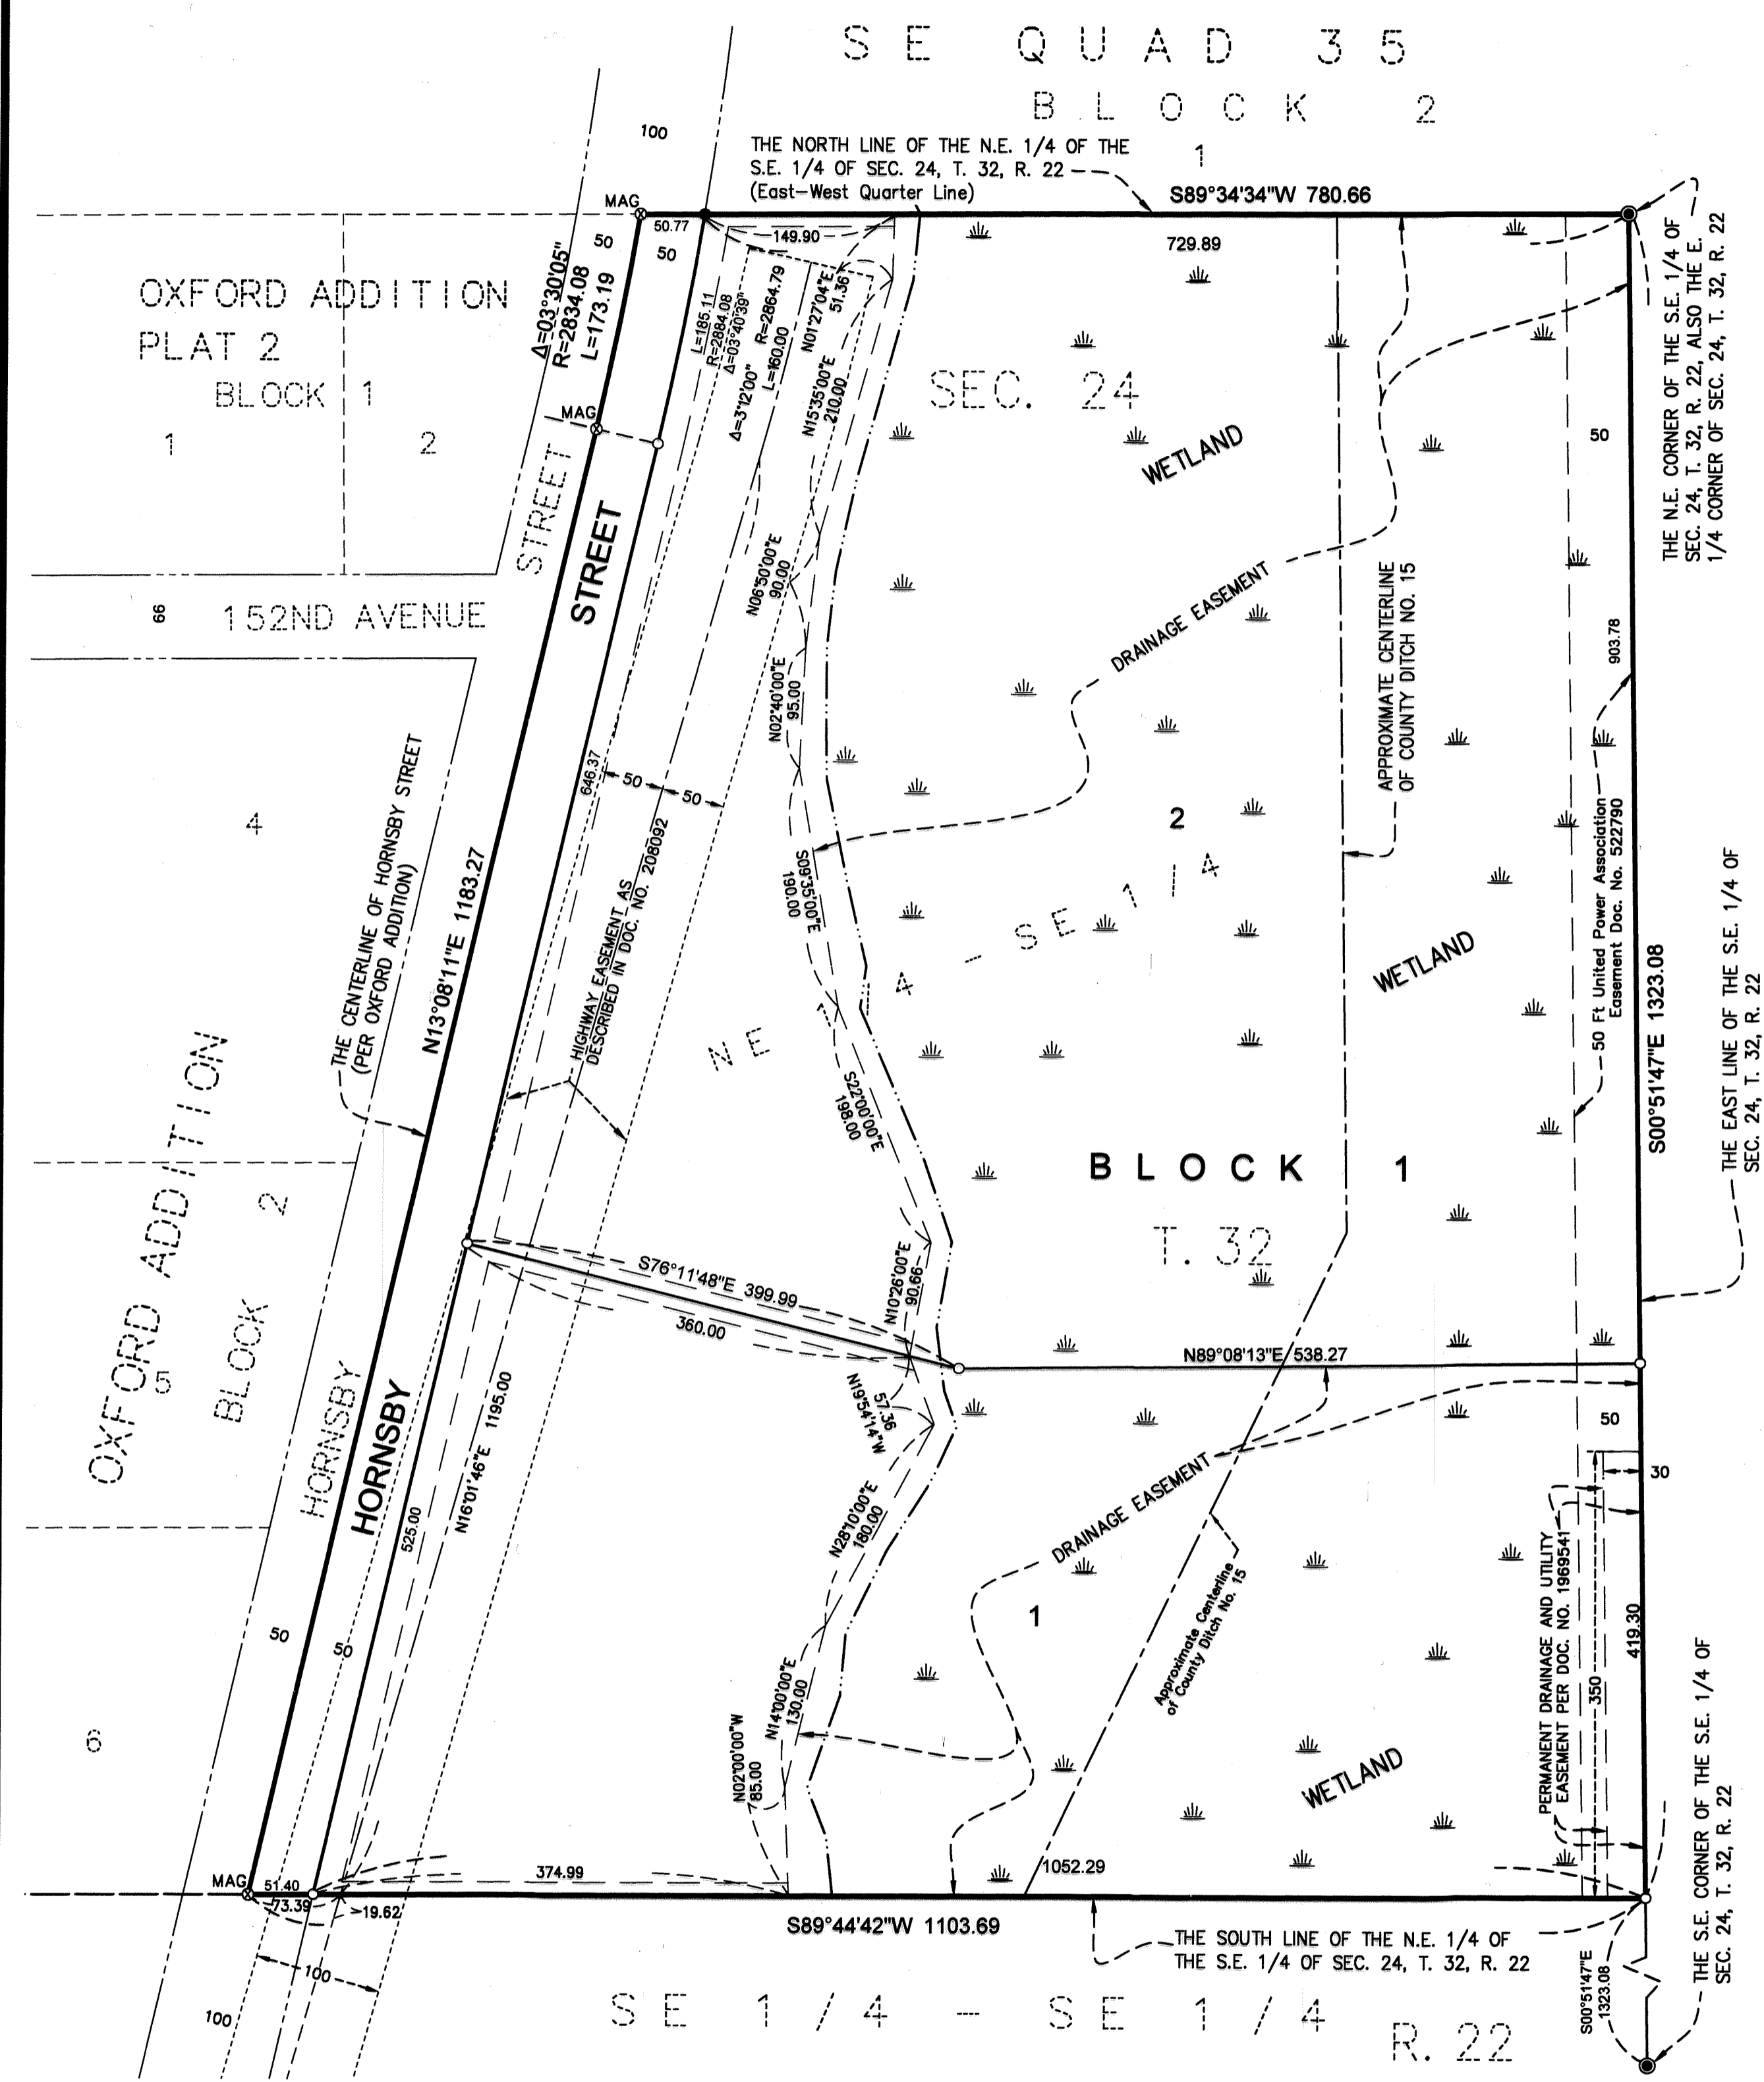 SE QUAD 35
BLOCK 2
1
100
THE NORTH LINE OF THE N.E. 1/4 OF THE
S.E. 1/4 OF SEC. 24, T. 32, R. 22
(East-West Quarter Line)
S89°34'34"W 780.66
MAG
50.77
50
50
149.90
729.89
THE N.E. CORNER OF THE S.E. 1/4 OF
SEC. 24, T. 32, R. 22, ALSO THE E.
1/4 CORNER OF SEC. 24, T. 32, R. 22
OXFORD ADDITION
PLAT 2
BLOCK 1
1
2
Δ=03°30'05"
R=2834.08
L=173.19
MAG
L=185.11
R=2884.08
Δ=03°40'39"
Δ=3°12'00"
R=2864.79
L=160.00
N01°27'04"E
51.36
N15°35'00"E
210.00
SEC. 24
WETLAND
50
STREET
STREET
66
152ND AVENUE
N06°50'00"E
90.00
DRAINAGE EASEMENT
APPROXIMATE CENTERLINE
OF COUNTY DITCH NO. 15
903.78
N02°40'00"E
95.00
THE CENTERLINE OF HORNSBY STREET
(PER OXFORD ADDITION)
646.37
50
50
4
2
50 Ft United Power Association
Easement Doc. No. 522790
S09°35'00"E
190.00
N13°08'11"E 1183.27
HIGHWAY EASEMENT AS
DESCRIBED IN DOC. NO. 208092
NE 1/4 - SE 1/4
WETLAND
S00°51'47"E 1323.08
THE EAST LINE OF THE S.E. 1/4 OF
SEC. 24, T. 32, R. 22
S22°00'00"E
198.00
OXFORD ADDITION
BLOCK 2
5
BLOCK 1
T. 32
S76°11'48"E 399.99
360.00
N10°26'00"E
90.66
N89°08'13"E 538.27
HORNSBY
HORNSBY
525.00
N16°01'46"E 1195.00
N19°54'14"W
57.36
50
30
N28°10'00"E
180.00
DRAINAGE EASEMENT
1
Approximate Centerline
of County Ditch No. 15
PERMANENT DRAINAGE AND UTILITY
EASEMENT PER DOC. NO. 1969541
350
419.30
50
50
6
N14°00'00"E
130.00
N02°00'00"W
85.00
WETLAND
MAG
51.40
73.39
19.62
374.99
1052.29
S89°44'42"W 1103.69
THE SOUTH LINE OF THE N.E. 1/4 OF
THE S.E. 1/4 OF SEC. 24, T. 32, R. 22
100
100
S00°51'47"E
1323.08
THE S.E. CORNER OF THE S.E. 1/4 OF
SEC. 24, T. 32, R. 22
SE 1/4 - SE 1/4
R. 22